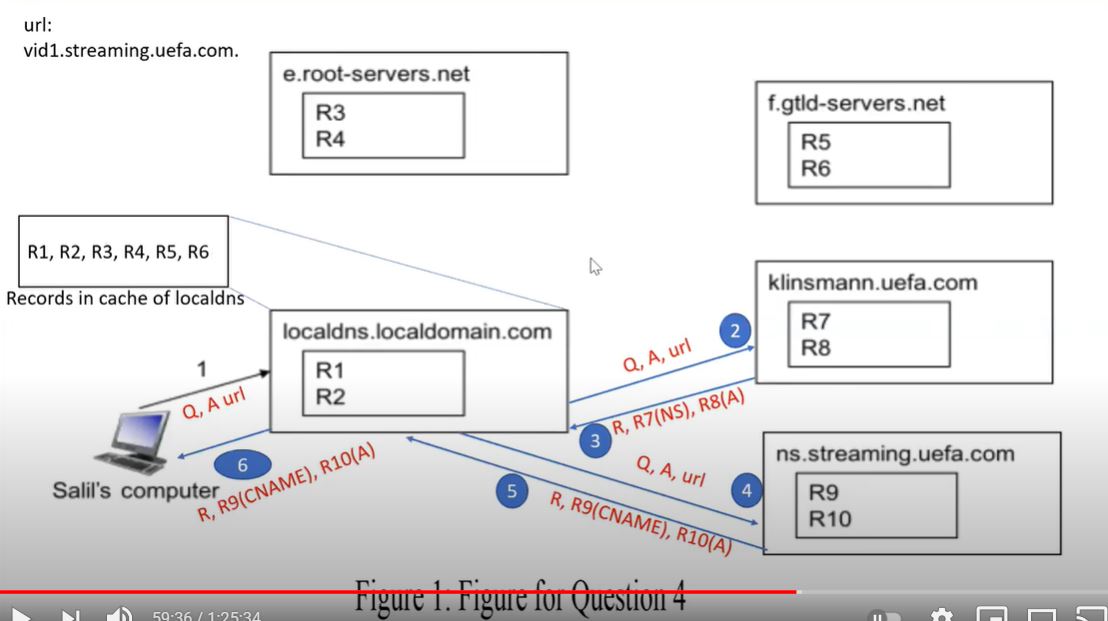 url:
vid1.streaming.uefa.com.
e.root-servers.net
R3
R4
f.gtld-servers.net
R5
R6
R1, R2, R3, R4, R5, R6
Records in cache of localdns
klinsmann.uefa.com
R7
R8
localdns.localdomain.com
R1
R2
1
Q, A url
2
Q, A, url
3
R, R7(NS), R8(A)
Salil's computer
6
R, R9(CNAME), R10(A)
4
Q, A, url
5
R, R9(CNAME), R10(A)
ns.streaming.uefa.com
R9
R10
Figure 1: Figure for Question 4
59:36 / 1:25:34